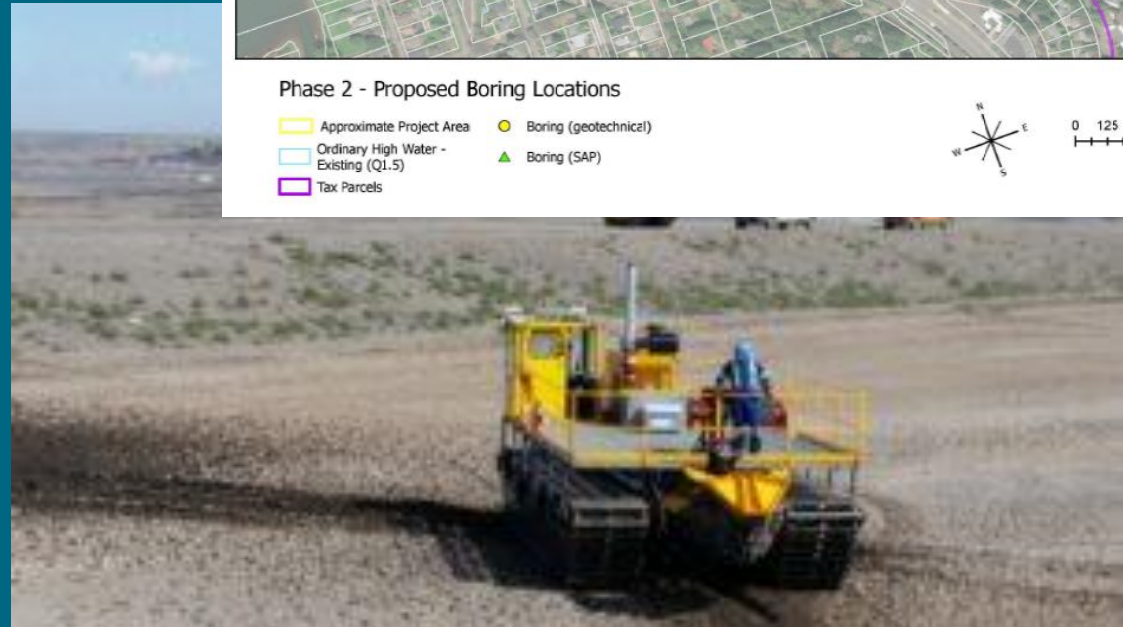 Phase 2 - Proposed Boring Locations
Approximate Project Area
Boring (geotechnical)
Ordinary High Water -
Existing (Q1.5)
Boring (SAP)
Tax Parcels
N
E
W
S
0 125